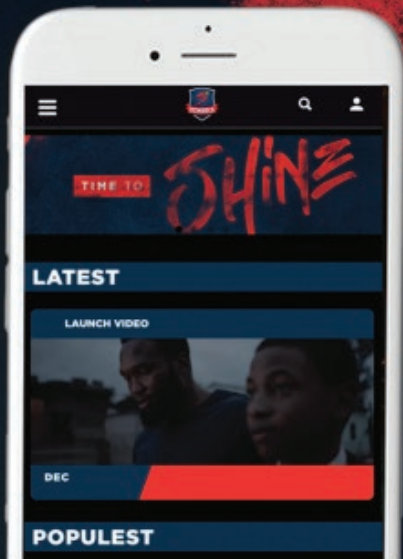 TIME TO SHINE
LATEST
LAUNCH VIDEO
DEC
POPULEST